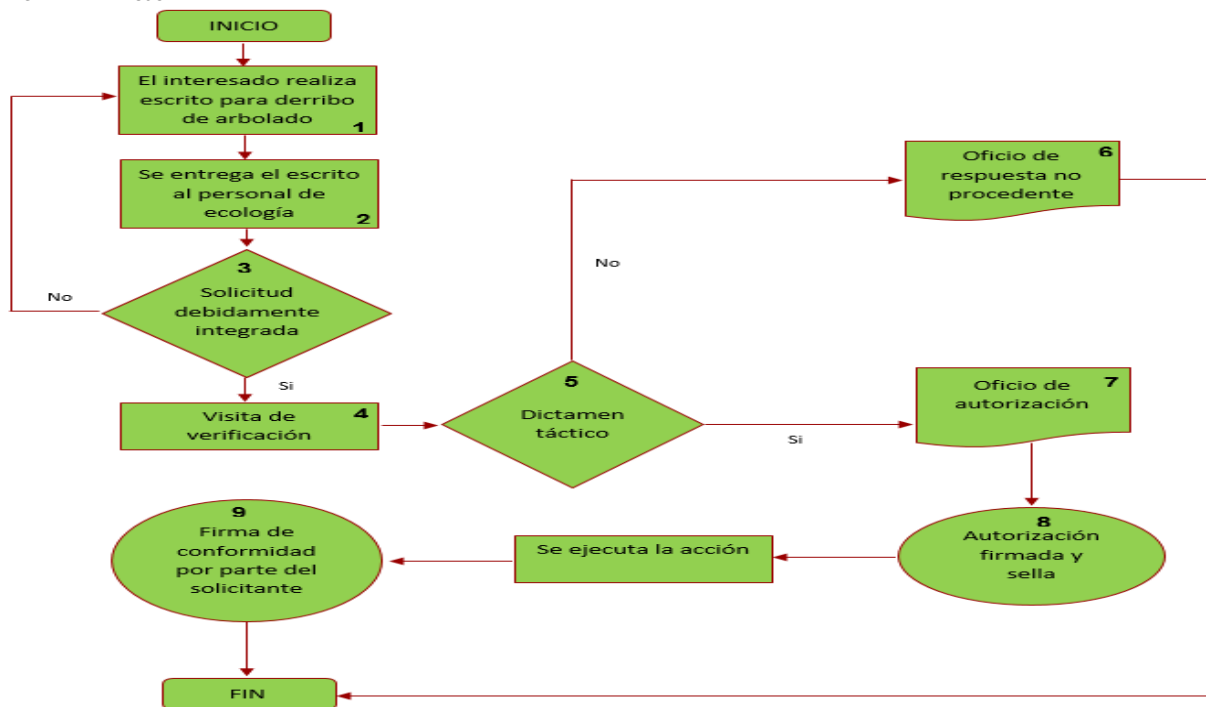 INICIO
El interesado realiza
escrito para derribo
de arbolado
1
Se entrega el escrito
al personal de
ecología
2
3
Solicitud
debidamente
integrada
No
Si
Visita de
verificación
4
5
Dictamen
táctico
No
Si
6
Oficio de
respuesta no
procedente
7
Oficio de
autorización
8
Autorización
firmada y
sella
Se ejecuta la acción
9
Firma de
conformidad
por parte del
solicitante
FIN